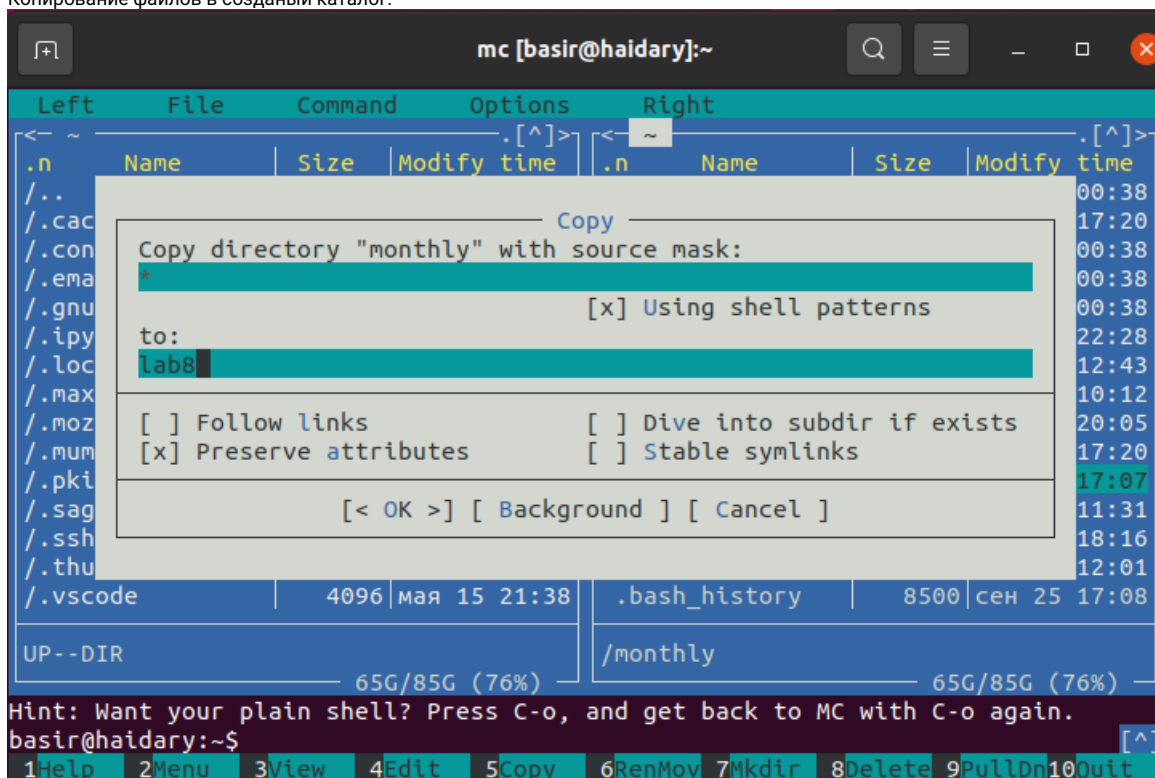 Копирование файлов в созданый каталог.
mc [basir@haidary]:~
Left File Command Options Right
<─ ~ .[^]> <─ ~ .[^]>
.n Name Size Modify time .n Name Size Modify time
/.. 00:38
/.cac Copy 17:20
/.con Copy directory "monthly" with source mask: 00:38
/.ema * 00:38
/.gnu [x] Using shell patterns 00:38
/.ipy to: 22:28
/.loc lab8 12:43
/.max 10:12
/.moz [ ] Follow links [ ] Dive into subdir if exists 20:05
/.mum [x] Preserve attributes [ ] Stable symlinks 17:20
/.pki 17:07
/.sag [< OK >] [ Background ] [ Cancel ] 11:31
/.ssh 18:16
/.thu 12:01
/.vscode 4096 мая 15 21:38 .bash_history 8500 сен 25 17:08
UP--DIR /monthly
65G/85G (76%) 65G/85G (76%)
Hint: Want your plain shell? Press C-o, and get back to MC with C-o again.
basir@haidary:~$ [^]
1Help 2Menu 3View 4Edit 5Copy 6RenMov 7Mkdir 8Delete 9PullDn 10Quit